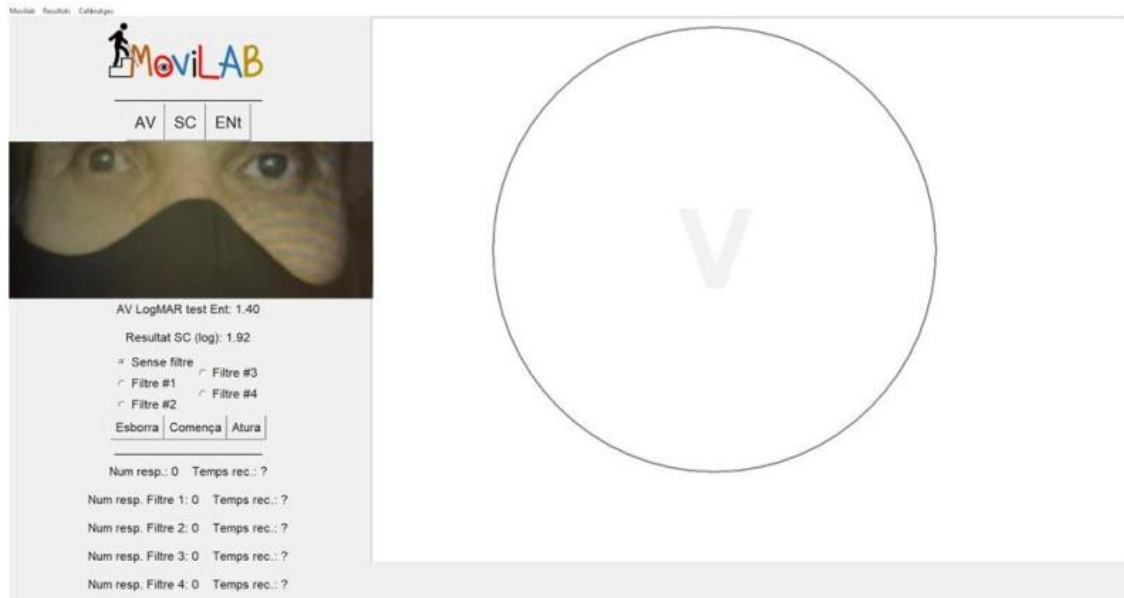 Movilab Resultats Calibratges
MoviLAB
AV SC ENt
V
AV LogMAR test Ent: 1.40
Resultat SC (log): 1.92
Sense filtre
Filtre #3
Filtre #1
Filtre #4
Filtre #2
Esborra Comença Atura
Num resp.: 0 Temps rec.: ?
Num resp. Filtre 1: 0 Temps rec.: ?
Num resp. Filtre 2: 0 Temps rec.: ?
Num resp. Filtre 3: 0 Temps rec.: ?
Num resp. Filtre 4: 0 Temps rec.: ?